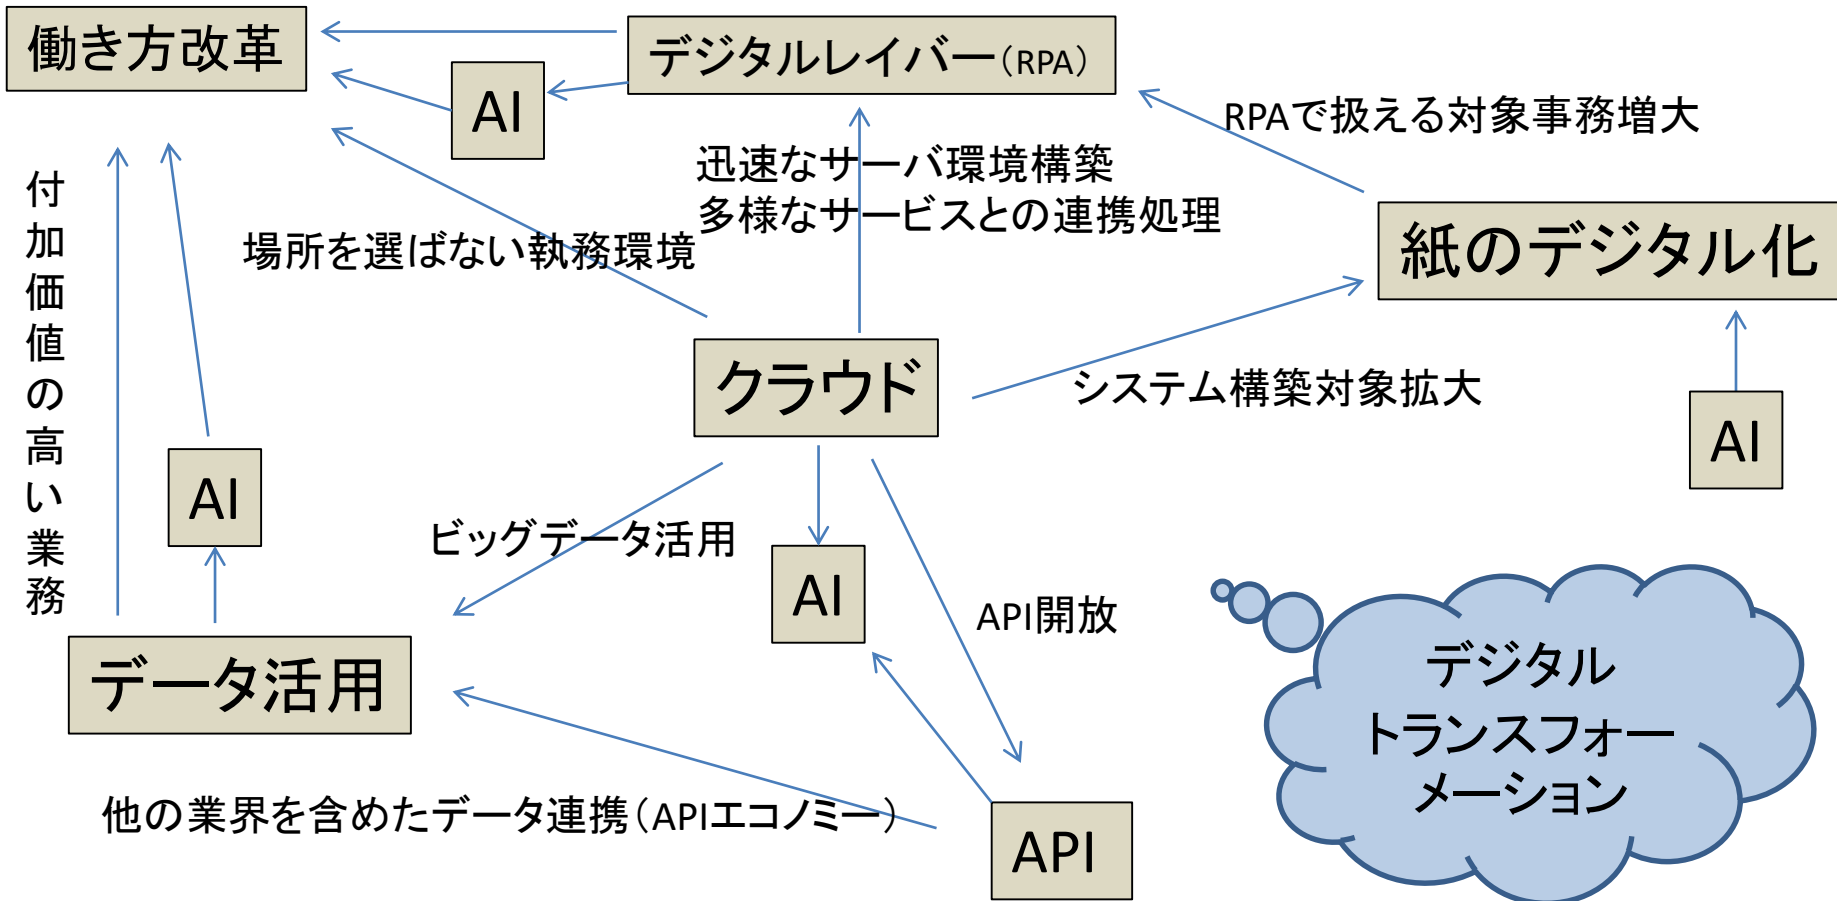 働き方改革
デジタルレイバー（RPA）
AI
RPAで扱える対象事務増大
迅速なサーバ環境構築
多様なサービスとの連携処理
付加価値の高い業務
場所を選ばない執務環境
紙のデジタル化
クラウド
システム構築対象拡大
AI
AI
ビッグデータ活用
AI
API開放
データ活用
デジタル
トランスフォー
メーション
他の業界を含めたデータ連携（APIエコノミー）
API